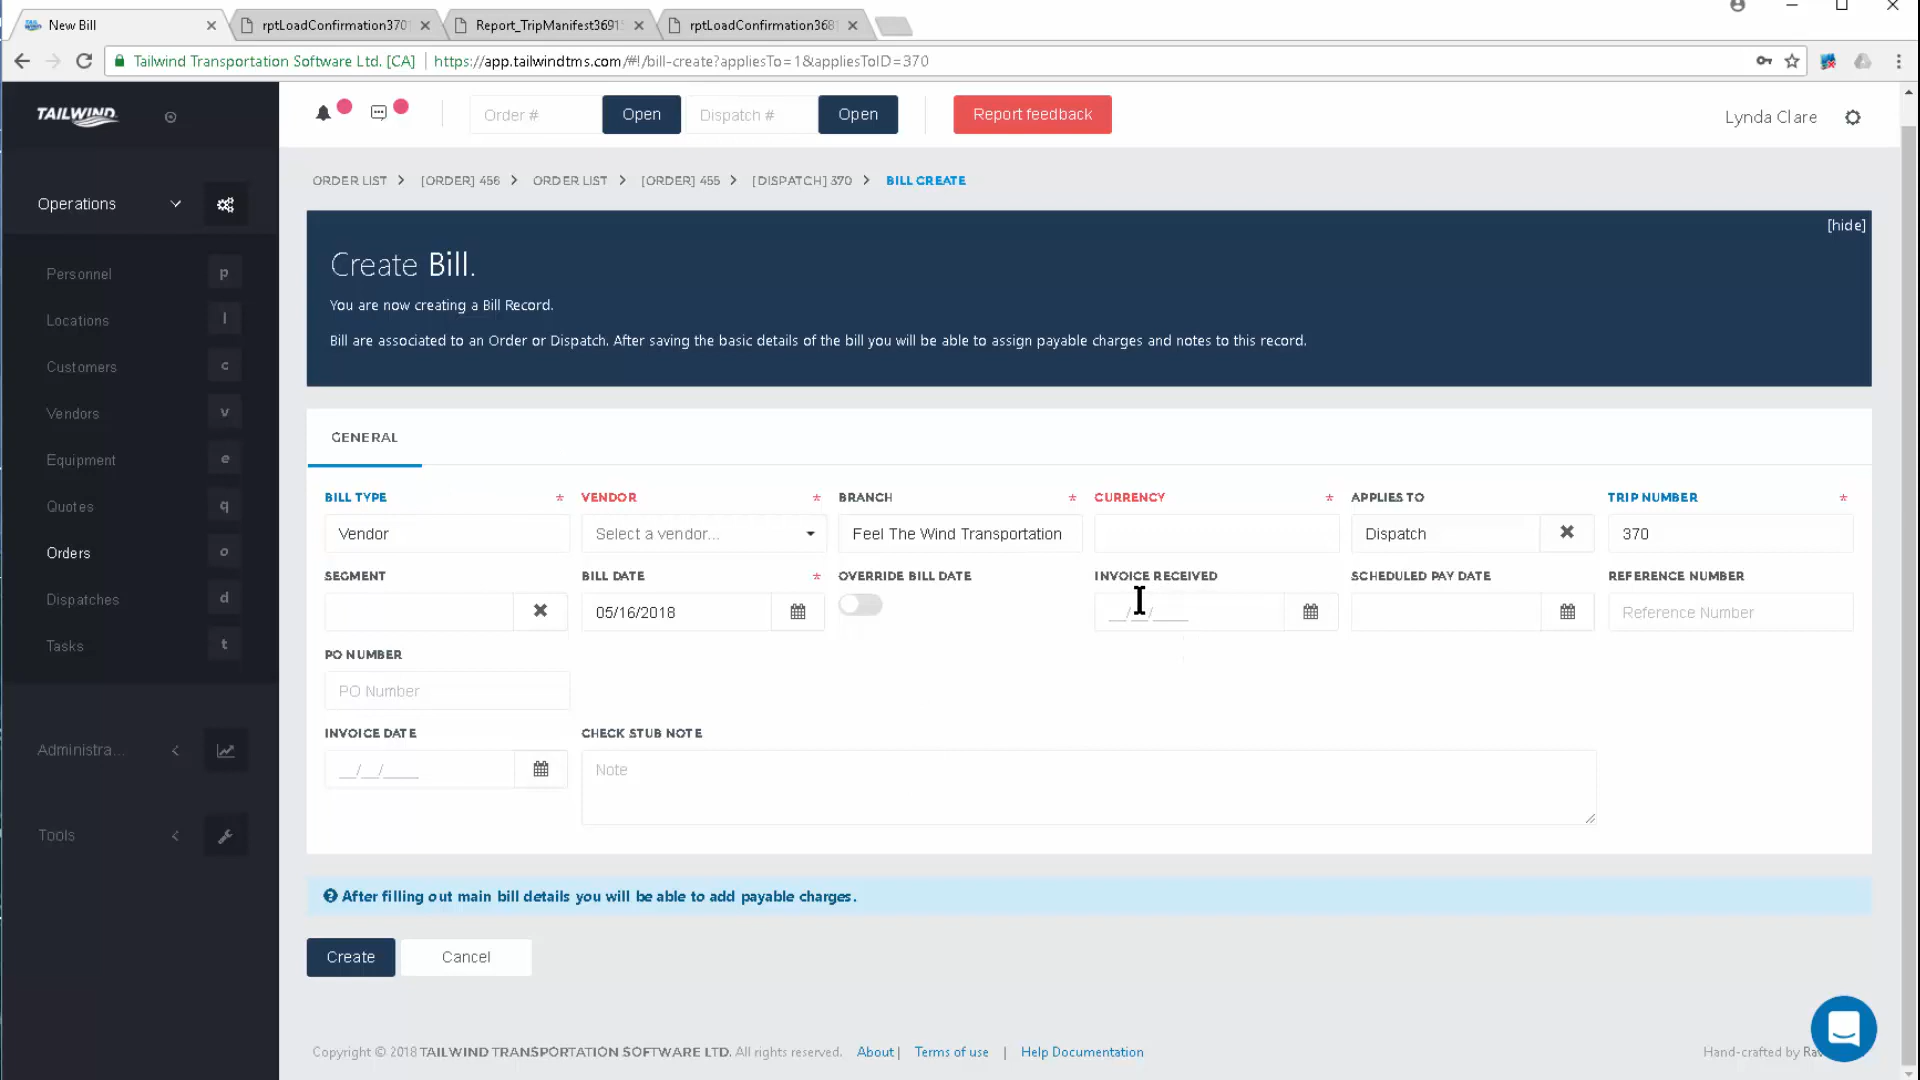 New Bill
rptLoadConfirmation3701
Report_TripManifest3691
rptLoadConfirmation3681
Tailwind Transportation Software Ltd. [CA] | https://app.tailwindtms.com/#!/bill-create?appliesTo=1&appliesToID=370
TAILWIND
Order # Open Dispatch # Open Report feedback Lynda Clare
ORDER LIST > [ORDER] 456 > ORDER LIST > [ORDER] 455 > [DISPATCH] 370 > BILL CREATE
Operations
Personnel p
Locations l
Customers c
Vendors v
Equipment e
Quotes q
Orders o
Dispatches d
Tasks t
Administra...
Tools
[hide]
Create Bill.
You are now creating a Bill Record.
Bill are associated to an Order or Dispatch. After saving the basic details of the bill you will be able to assign payable charges and notes to this record.
GENERAL
BILL TYPE * VENDOR * BRANCH * CURRENCY * APPLIES TO TRIP NUMBER *
Vendor Select a vendor... Feel The Wind Transportation Dispatch 370
SEGMENT BILL DATE * OVERRIDE BILL DATE INVOICE RECEIVED SCHEDULED PAY DATE REFERENCE NUMBER
05/16/2018 __/__/____ Reference Number
PO NUMBER
PO Number
INVOICE DATE CHECK STUB NOTE
__/__/____ Note
After filling out main bill details you will be able to add payable charges.
Create Cancel
Copyright © 2018 TAILWIND TRANSPORTATION SOFTWARE LTD. All rights reserved. About | Terms of use | Help Documentation Hand-crafted by